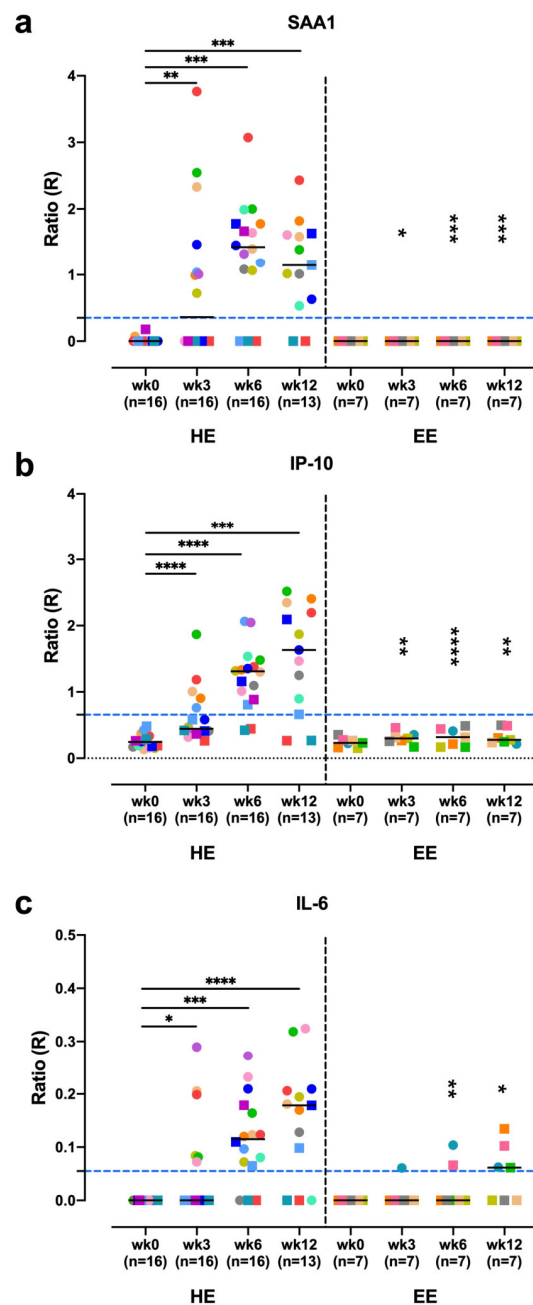 a
SAA1
***
***
**
4
3
2
1
0
Ratio (R)
*
***
***
wk0 wk3 wk6 wk12 wk0 wk3 wk6 wk12
(n=16) (n=16) (n=16) (n=13) (n=7) (n=7) (n=7) (n=7)
HE EE
b
IP-10
***
****
****
4
3
2
1
0
Ratio (R)
**
****
**
wk0 wk3 wk6 wk12 wk0 wk3 wk6 wk12
(n=16) (n=16) (n=16) (n=13) (n=7) (n=7) (n=7) (n=7)
HE EE
c
IL-6
****
***
*
0.5
0.4
0.3
0.2
0.1
0.0
Ratio (R)
**
*
wk0 wk3 wk6 wk12 wk0 wk3 wk6 wk12
(n=16) (n=16) (n=16) (n=13) (n=7) (n=7) (n=7) (n=7)
HE EE